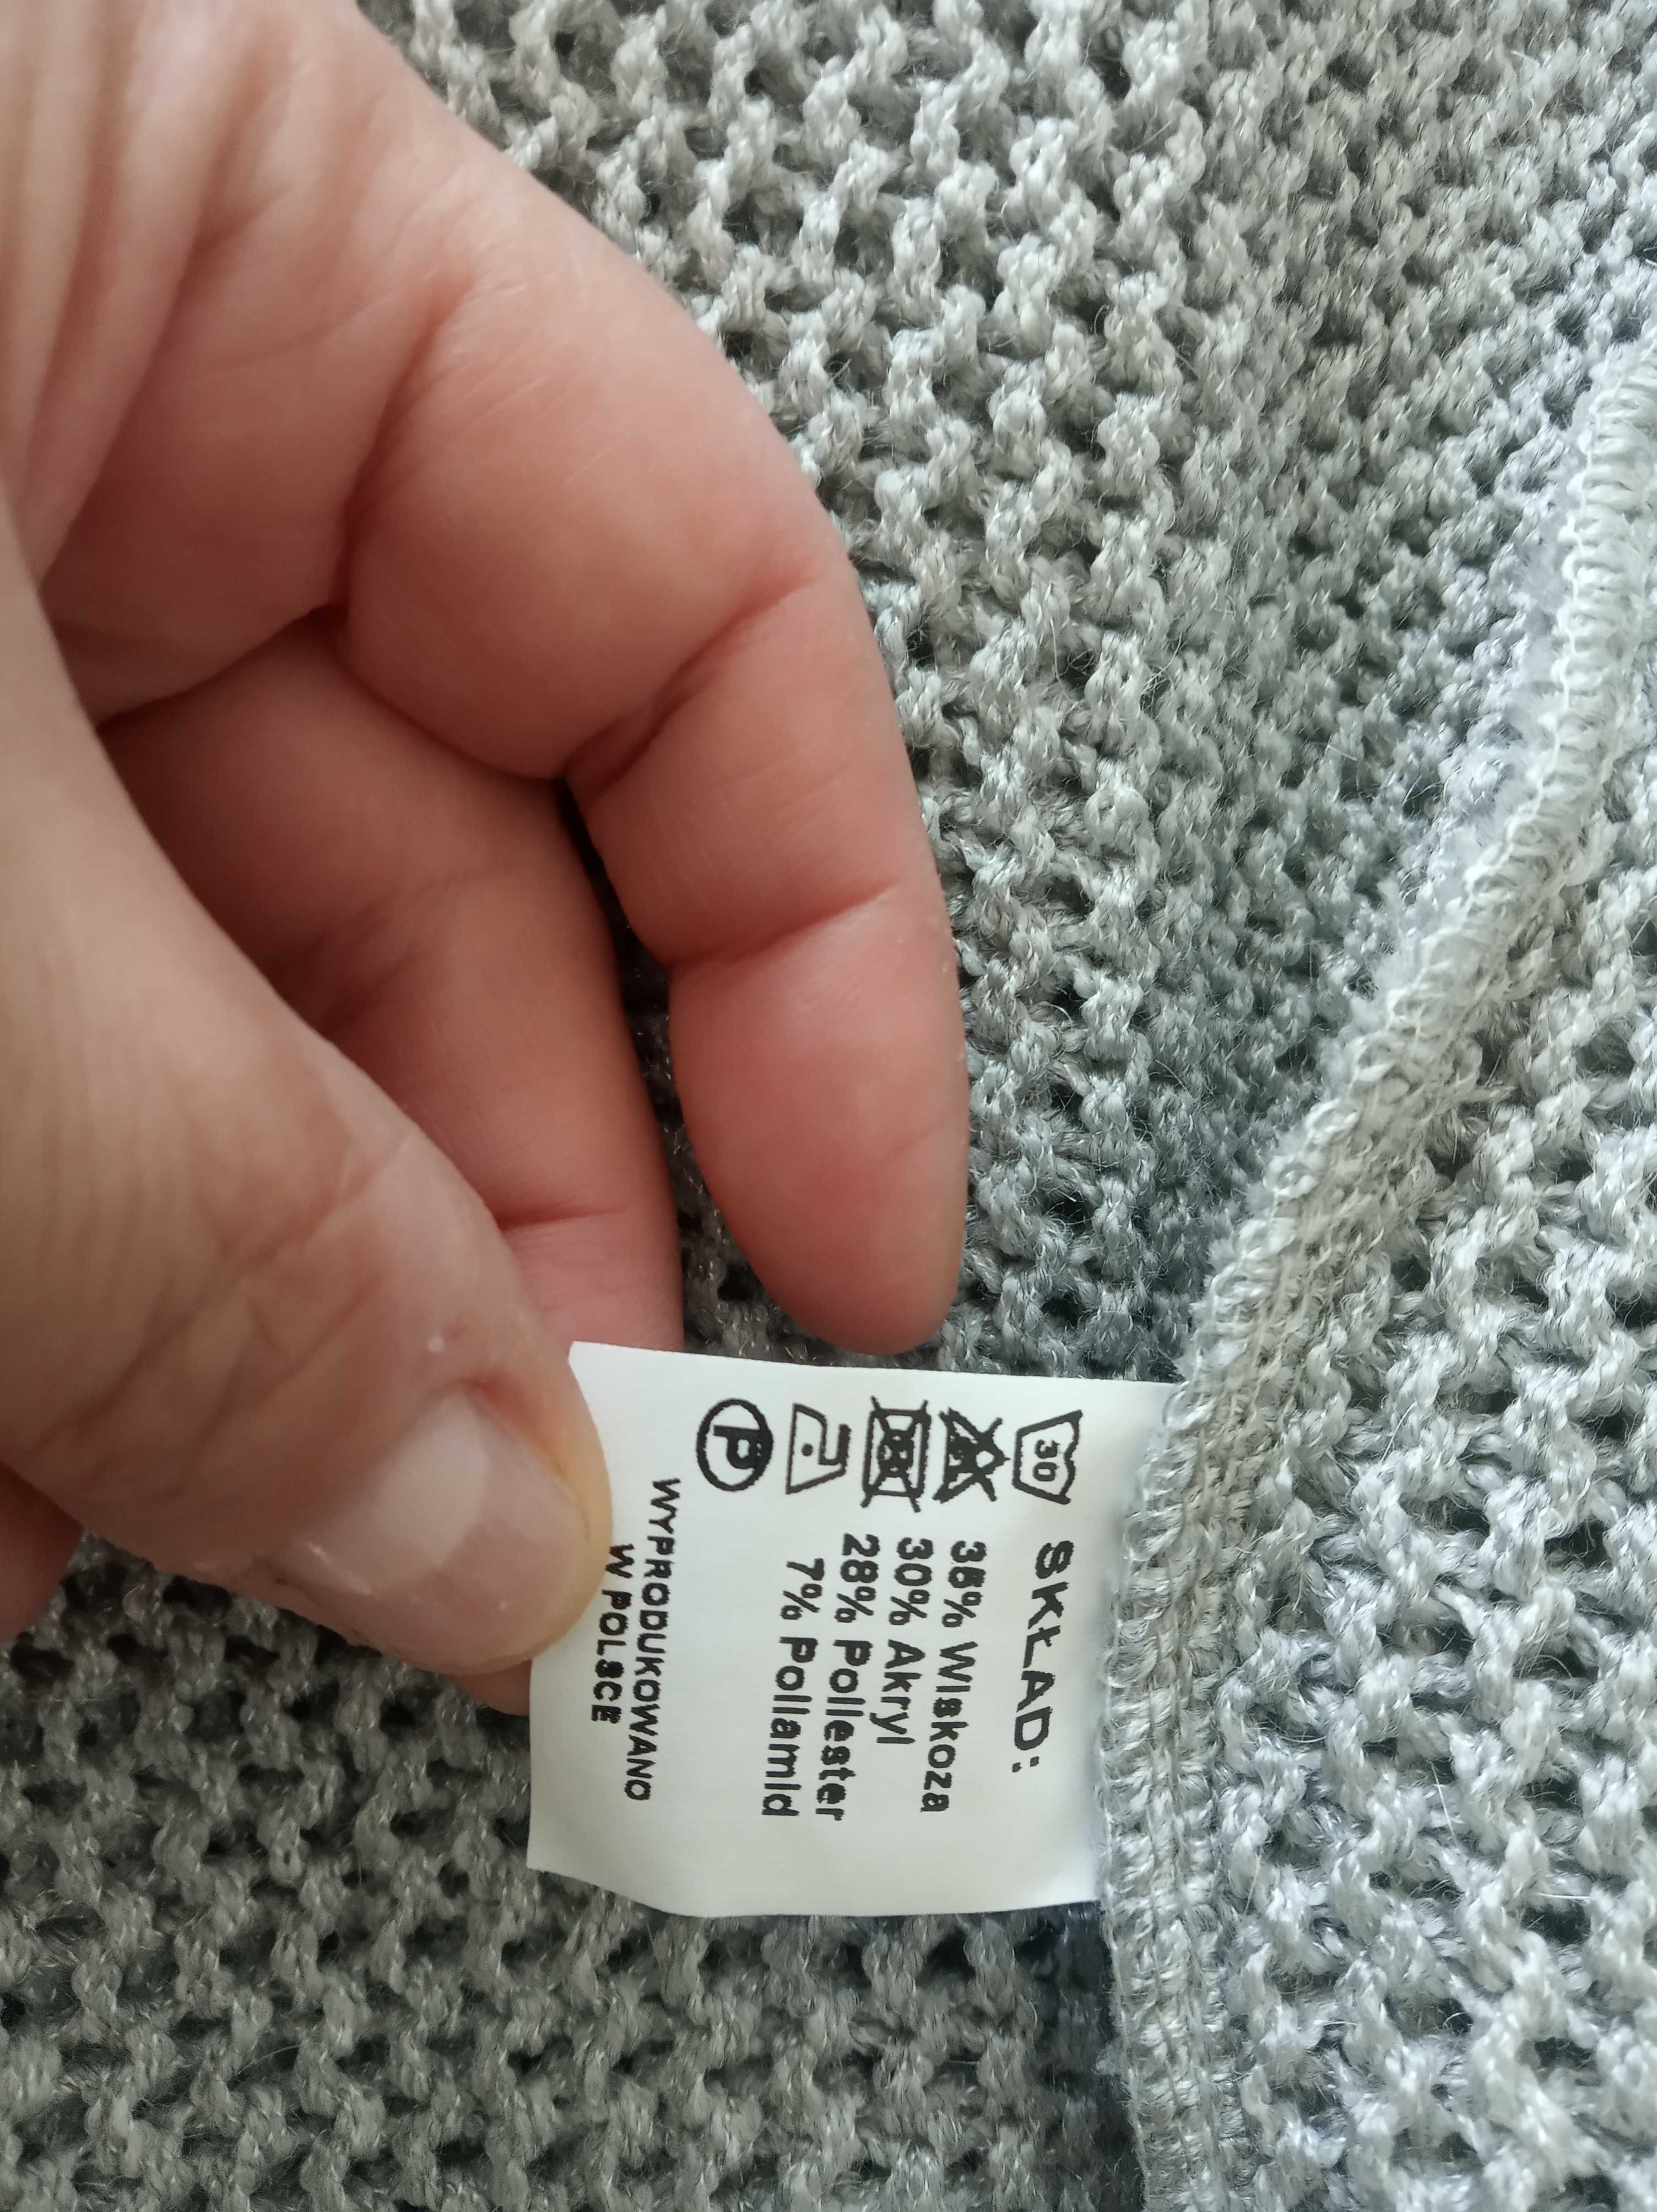 30
SKŁAD:
35% Wiskoza
30% Akryl
28% Poliester
7% Poliamid
P
WYPRODUKOWANO
W POLSCE